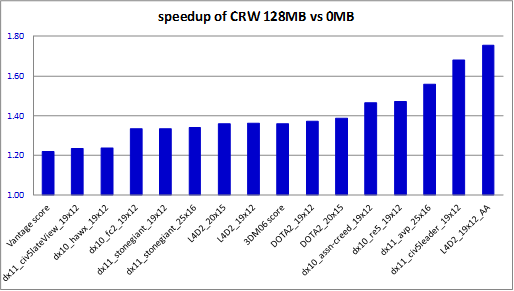 speedup of CRW 128MB vs 0MB
1.80
1.60
1.40
1.20
1.00
Vantage score
dx11_civ5lateView_19x12
dx10_hawx_19x12
dx10_fc2_19x12
dx11_stonegiant_19x12
dx11_stonegiant_25x16
L4D2_20x15
L4D2_19x12
3DM06 score
DOTA2_19x12
DOTA2_20x15
dx10_assn-creed_19x12
dx10_re5_19x12
dx11_avp_25x16
dx11_civ5leader_19x12
L4D2_19x12_AA